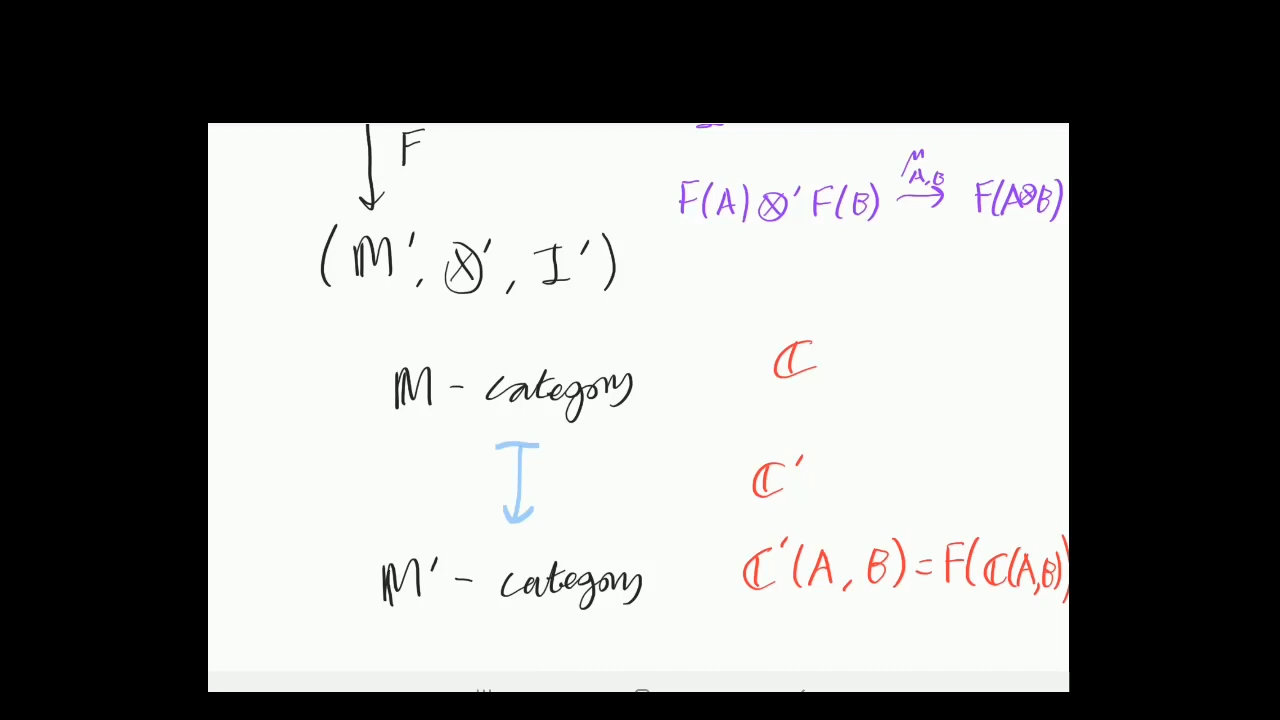 F
F(A) ⊗' F(B) →^{μ_{A,B}} F(A⊗B)
(M', ⊗', I')
M - category
ℂ
ℂ'
M' - category
ℂ'(A, B) = F(ℂ(A,B)